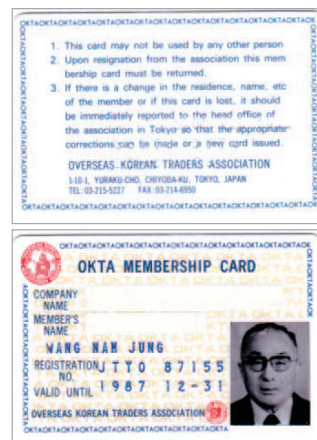 OKTAOKTAOKTAOKTAOKTAOKTAOKTAOKTAOKTAOKTAOK
1. This card may not be used by any other person
2. Upon resignation from the association this mem
bership card must be returned.
3. If there is a change in the residence, name, etc
of the member or if this card is lost, it should
be immediately reported to the head office of
the association in Tokyo so that the appropriate
corrections can be made or a new card issued.
OVERSEAS KOREAN TRADERS ASSOCIATION
1-10-1, YURAKU-CHO, CHIYODA-KU, TOKYO, JAPAN
TEL: 03-215-5227 FAX: 03-214-6950
OKTA MEMBERSHIP CARD
COMPANY
NAME
MEMBER'S
NAME
WANG NAM JUNG
REGISTRATION JTYO 87155
NO.
VALID UNTIL 1987 12-31
OVERSEAS KOREAN TRADERS ASSOCIATION